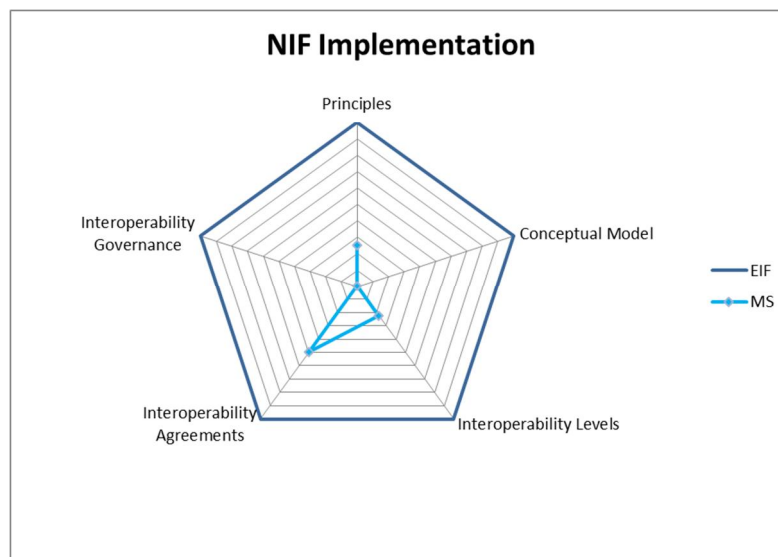 NIF Implementation
Principles
Interoperability
Governance
Conceptual Model
EIF
MS
Interoperability
Agreements
Interoperability Levels